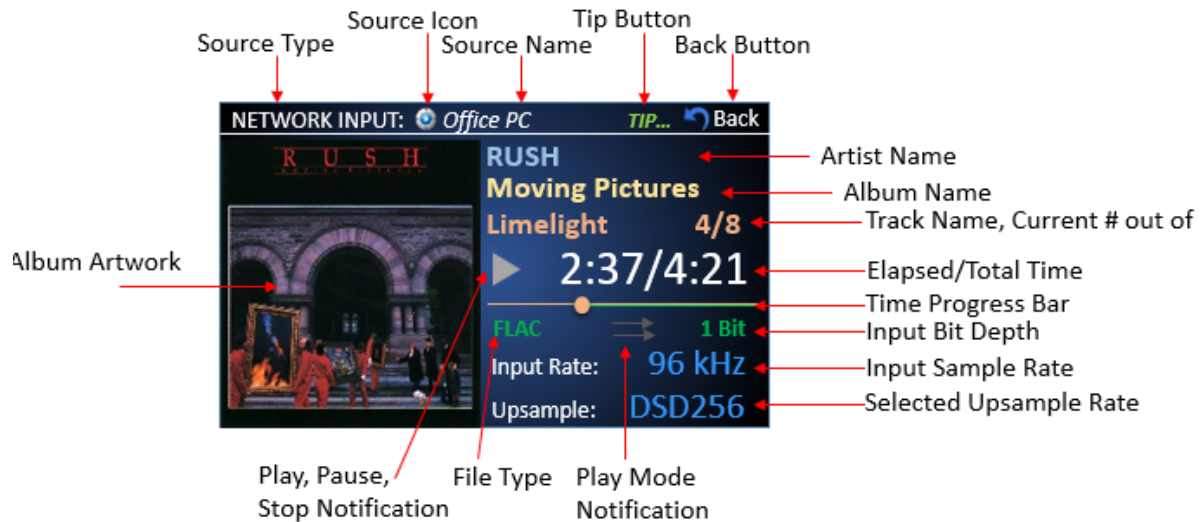 Source Icon
Tip Button
Source Type
Source Name
Back Button
NETWORK INPUT: Office PC TIP... Back
RUSH
RUSH
Artist Name
Moving Pictures
Album Name
Limelight 4/8
Track Name, Current # out of
Album Artwork
2:37/4:21
Elapsed/Total Time
Time Progress Bar
FLAC 1 Bit
Input Bit Depth
Input Rate: 96 kHz
Input Sample Rate
Upsample: DSD256
Selected Upsample Rate
Play, Pause,
Stop Notification
File Type
Play Mode
Notification